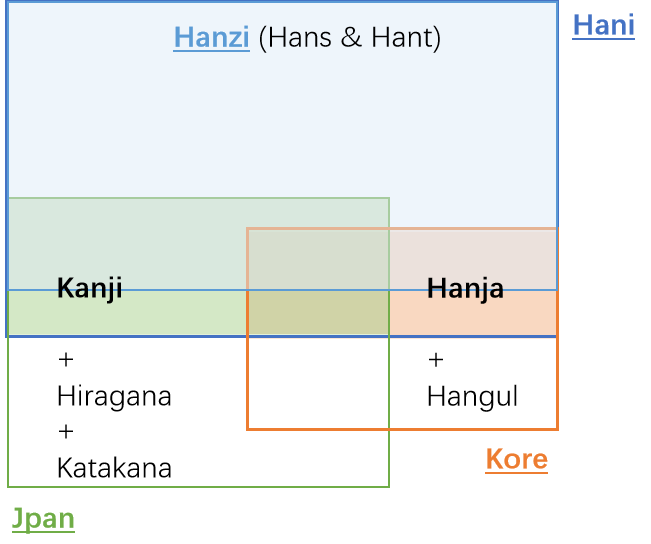 Hanzi (Hans & Hant)
Hani
Kanji
Hanja
+
+
Hiragana
Hangul
+
Katakana
Kore
Jpan